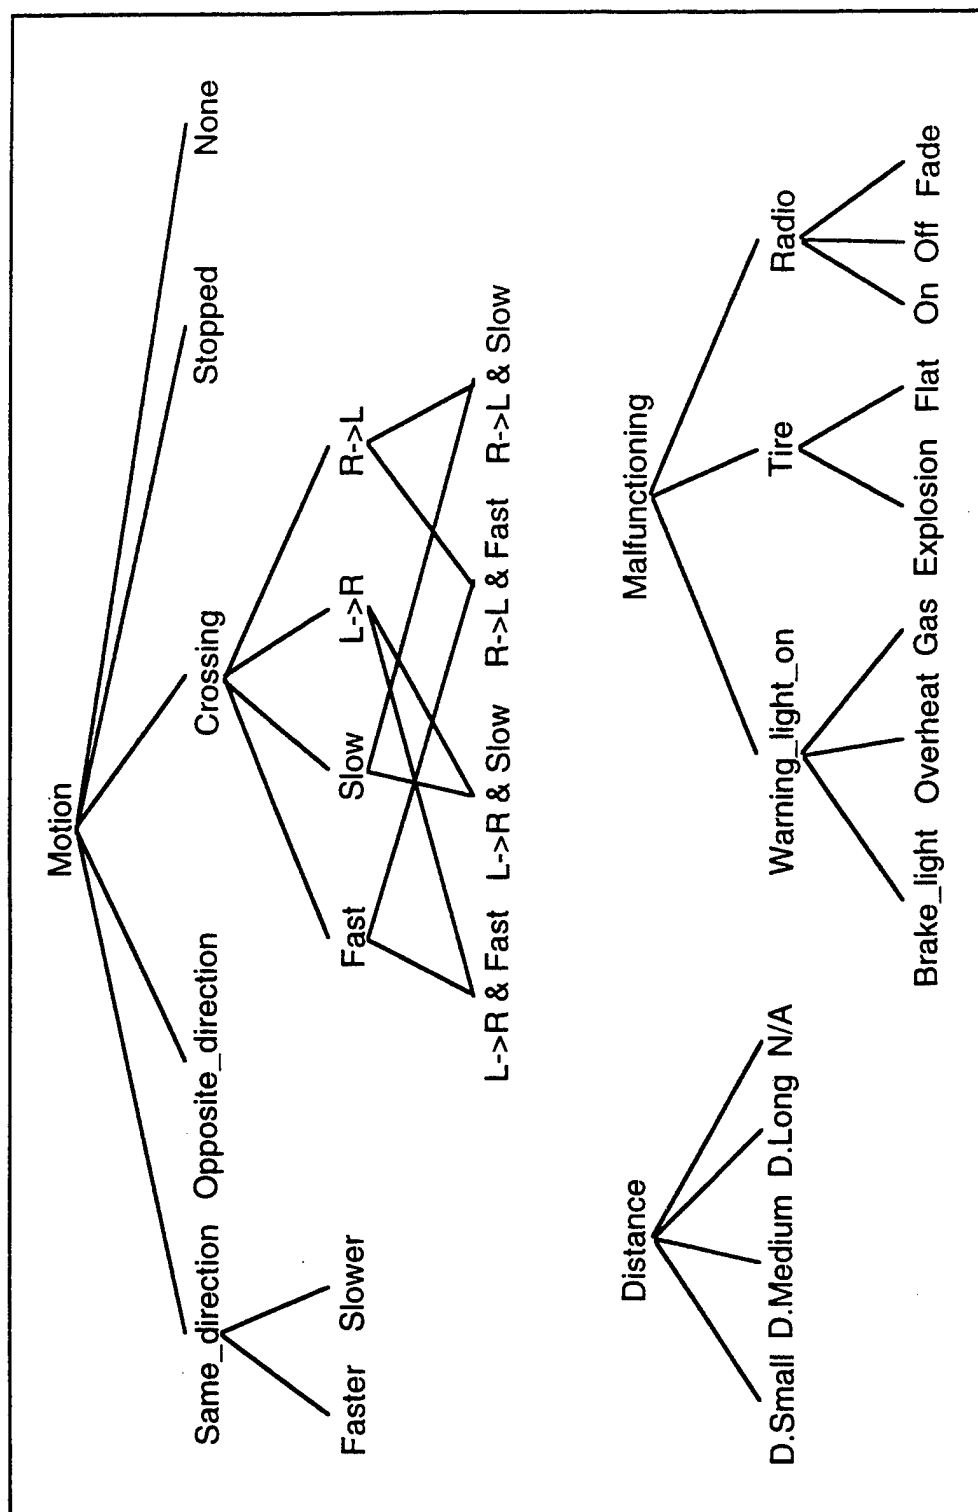 Motion
Same_direction Opposite_direction Crossing Stopped None
Faster Slower Fast Slow L->R R->L
L->R & Fast L->R & Slow R->L & Fast R->L & Slow
Distance Malfunctioning
D.Small D.Medium D.Long N/A Warning_light_on Tire Radio
Brake_light Overheat Gas Explosion Flat On Off Fade